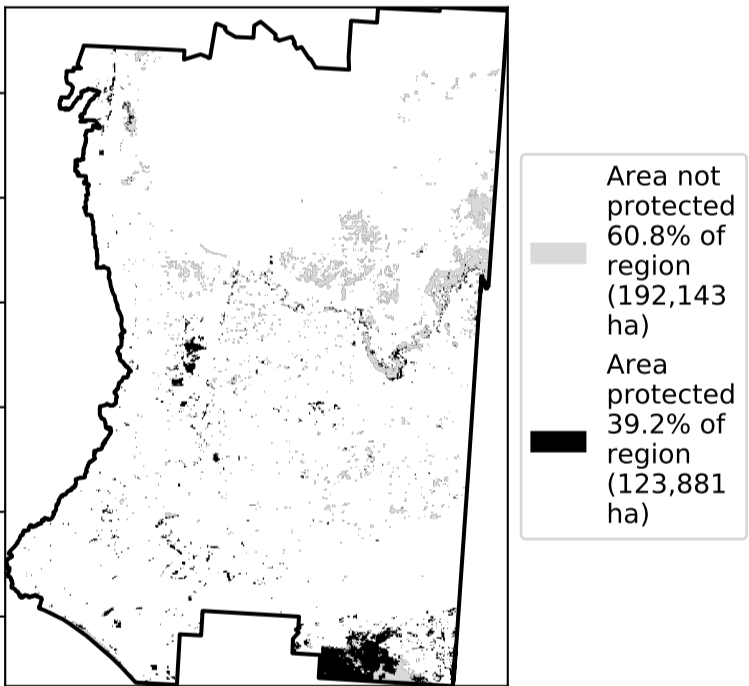 Area not
protected
60.8% of
region
(192,143
ha)
Area
protected
39.2% of
region
(123,881
ha)